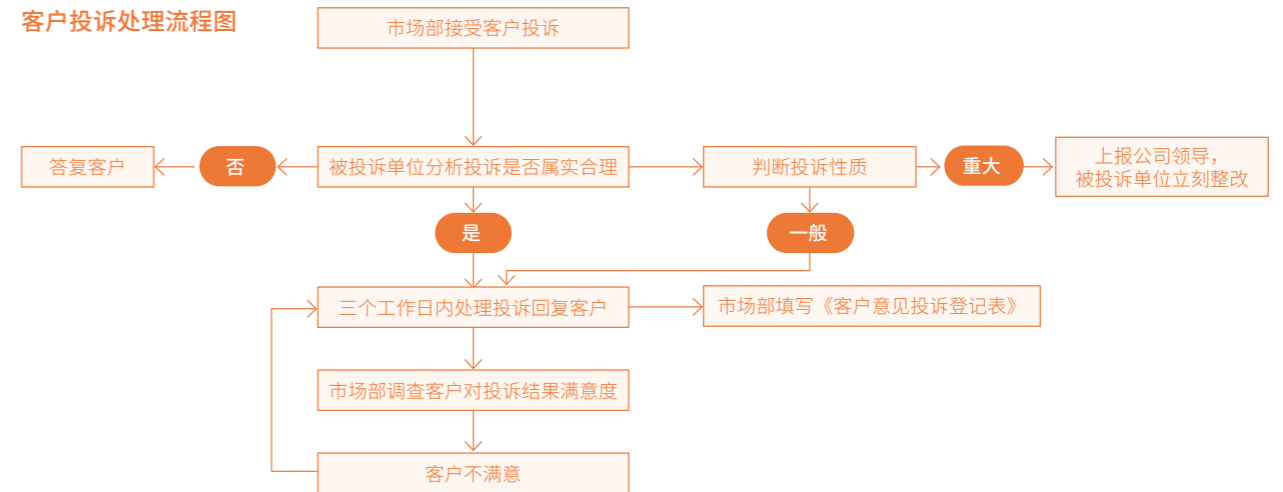 客户投诉处理流程图
市场部接受客户投诉
答复客户
否
被投诉单位分析投诉是否属实合理
判断投诉性质
重大
上报公司领导，
被投诉单位立刻整改
是
一般
三个工作日内处理投诉回复客户
市场部填写《客户意见投诉登记表》
市场部调查客户对投诉结果满意度
客户不满意